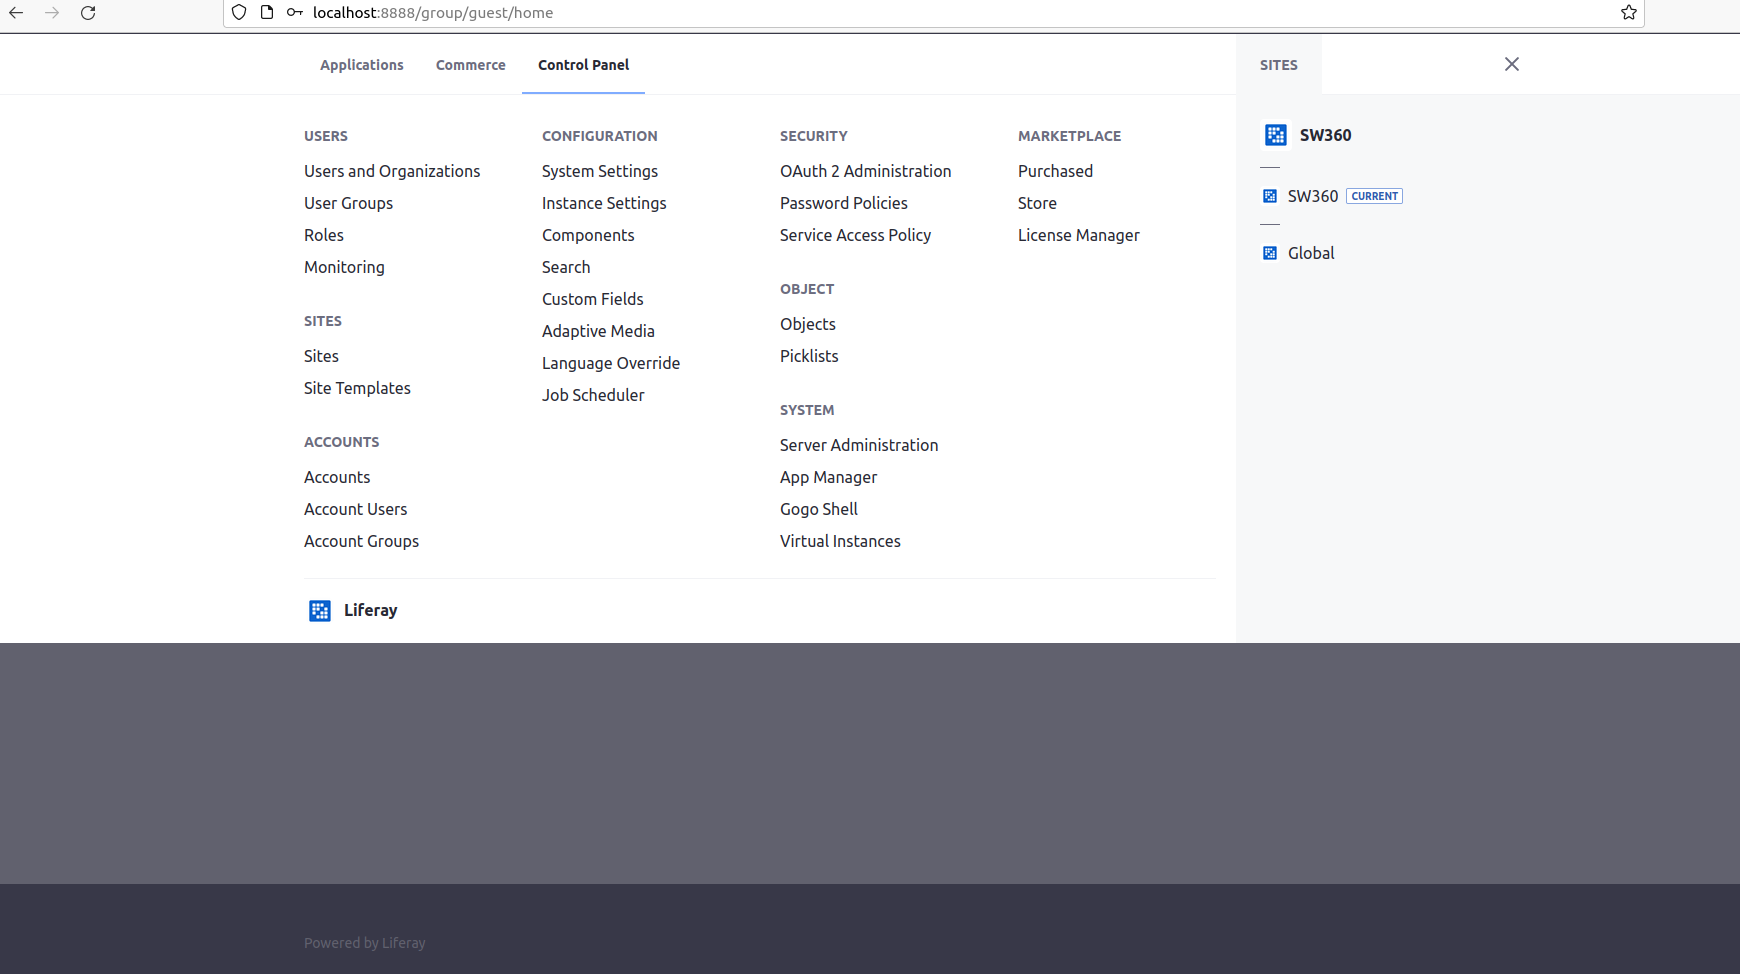 localhost:8888/group/guest/home
Applications Commerce Control Panel
SITES
USERS
Users and Organizations
User Groups
Roles
Monitoring
SITES
Sites
Site Templates
ACCOUNTS
Accounts
Account Users
Account Groups
CONFIGURATION
System Settings
Instance Settings
Components
Search
Custom Fields
Adaptive Media
Language Override
Job Scheduler
SECURITY
OAuth 2 Administration
Password Policies
Service Access Policy
OBJECT
Objects
Picklists
SYSTEM
Server Administration
App Manager
Gogo Shell
Virtual Instances
MARKETPLACE
Purchased
Store
License Manager
SW360
SW360 CURRENT
Global
Liferay
Powered by Liferay